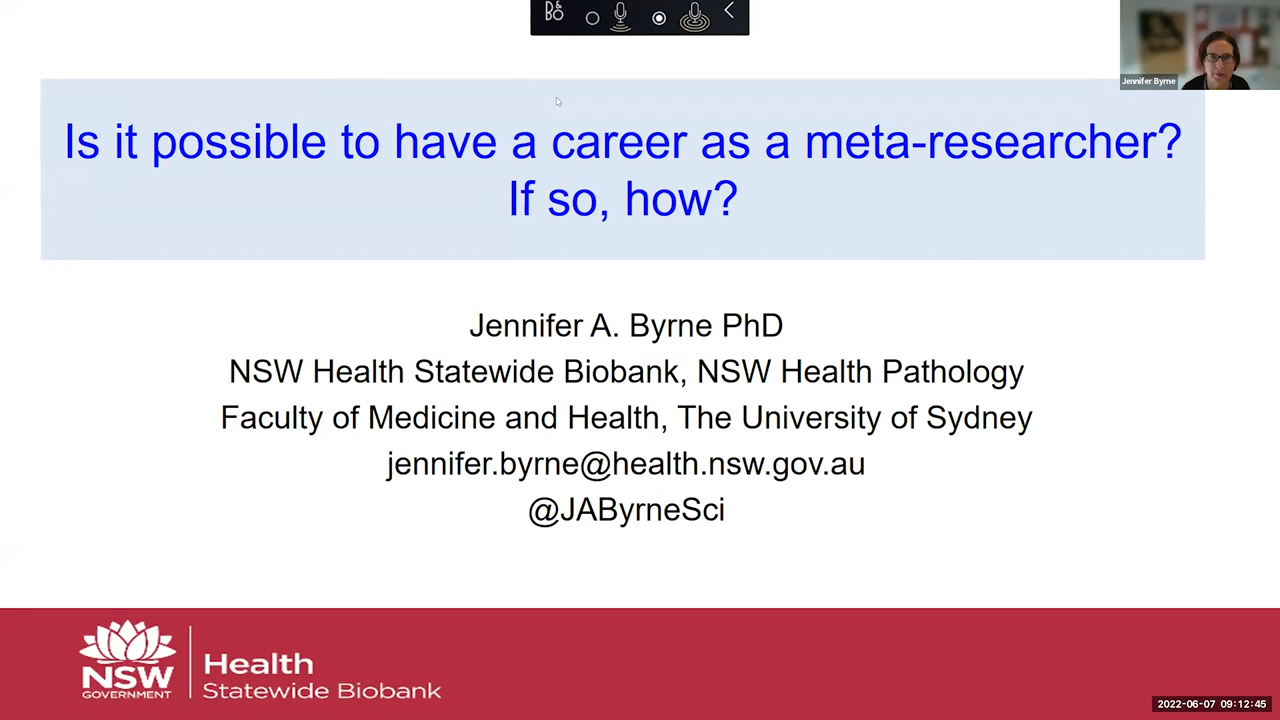 B&O
Jennifer Byrne
Is it possible to have a career as a meta-researcher?
If so, how?
Jennifer A. Byrne PhD
NSW Health Statewide Biobank, NSW Health Pathology
Faculty of Medicine and Health, The University of Sydney
jennifer.byrne@health.nsw.gov.au
@JAByrneSci
NSW
GOVERNMENT
Health
Statewide Biobank
2022-06-07 09:12:45